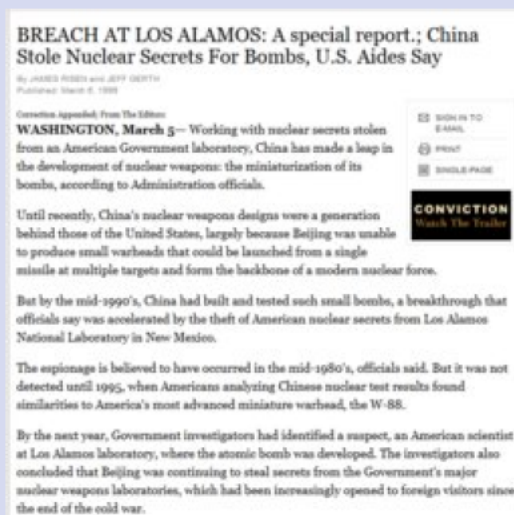 BREACH AT LOS ALAMOS: A special report.; China
Stole Nuclear Secrets For Bombs, U.S. Aides Say
By JAMES RISEN and JEFF GERTH
Published: March 6, 1999
Correction Appended; From The Editors
WASHINGTON, March 5— Working with nuclear secrets stolen
from an American Government laboratory, China has made a leap in
the development of nuclear weapons: the miniaturization of its
bombs, according to Administration officials.
SIGN IN TO
E-MAIL
PRINT
SINGLE-PAGE
CONVICTION
Watch The Trailer
Until recently, China's nuclear weapons designs were a generation
behind those of the United States, largely because Beijing was unable
to produce small warheads that could be launched from a single
missile at multiple targets and form the backbone of a modern nuclear force.
But by the mid-1990's, China had built and tested such small bombs, a breakthrough that
officials say was accelerated by the theft of American nuclear secrets from Los Alamos
National Laboratory in New Mexico.
The espionage is believed to have occurred in the mid-1980's, officials said. But it was not
detected until 1995, when Americans analyzing Chinese nuclear test results found
similarities to America's most advanced miniature warhead, the W-88.
By the next year, Government investigators had identified a suspect, an American scientist
at Los Alamos laboratory, where the atomic bomb was developed. The investigators also
concluded that Beijing was continuing to steal secrets from the Government's major
nuclear weapons laboratories, which had been increasingly opened to foreign visitors since
the end of the cold war.